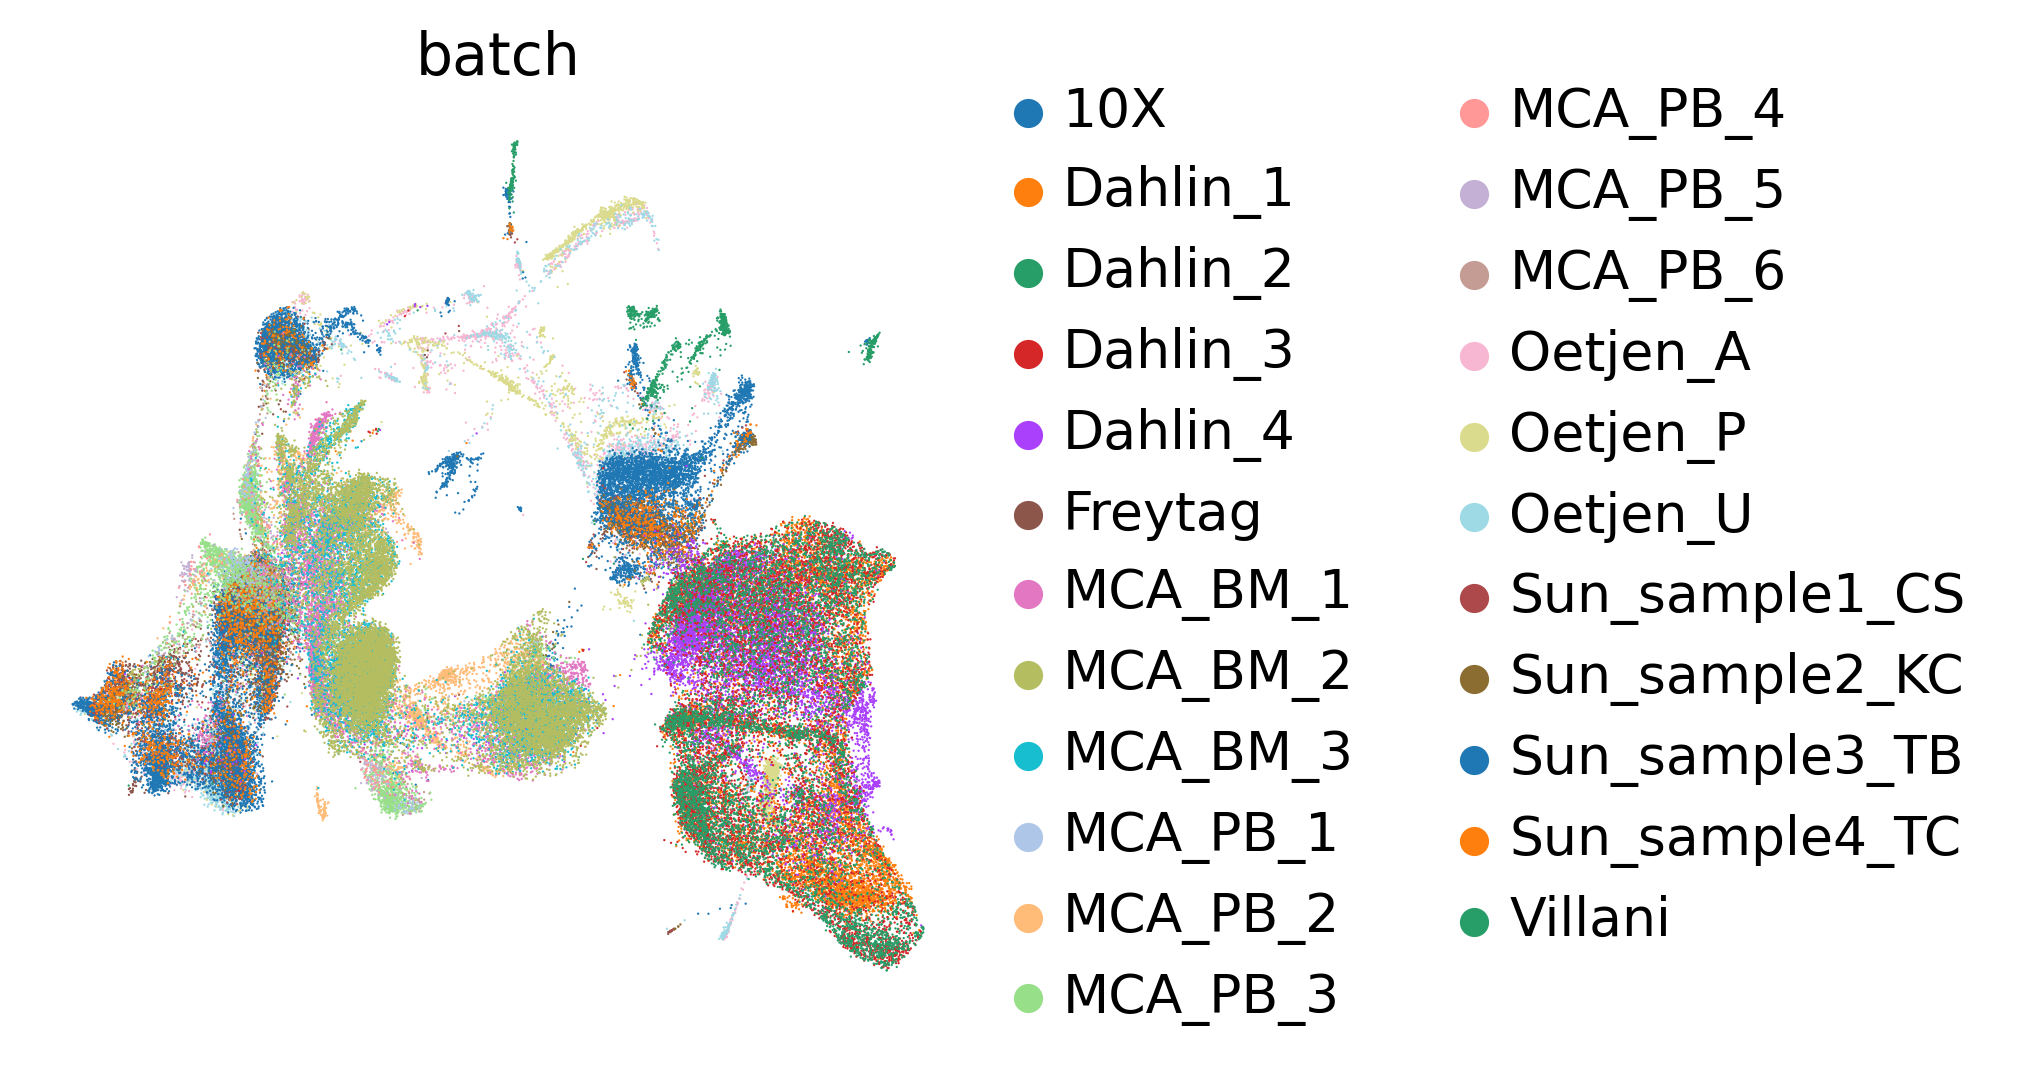 batch
10X
Dahlin_1
Dahlin_2
Dahlin_3
Dahlin_4
Freytag
MCA_BM_1
MCA_BM_2
MCA_BM_3
MCA_PB_1
MCA_PB_2
MCA_PB_3
MCA_PB_4
MCA_PB_5
MCA_PB_6
Oetjen_A
Oetjen_P
Oetjen_U
Sun_sample1_CS
Sun_sample2_KC
Sun_sample3_TB
Sun_sample4_TC
Villani